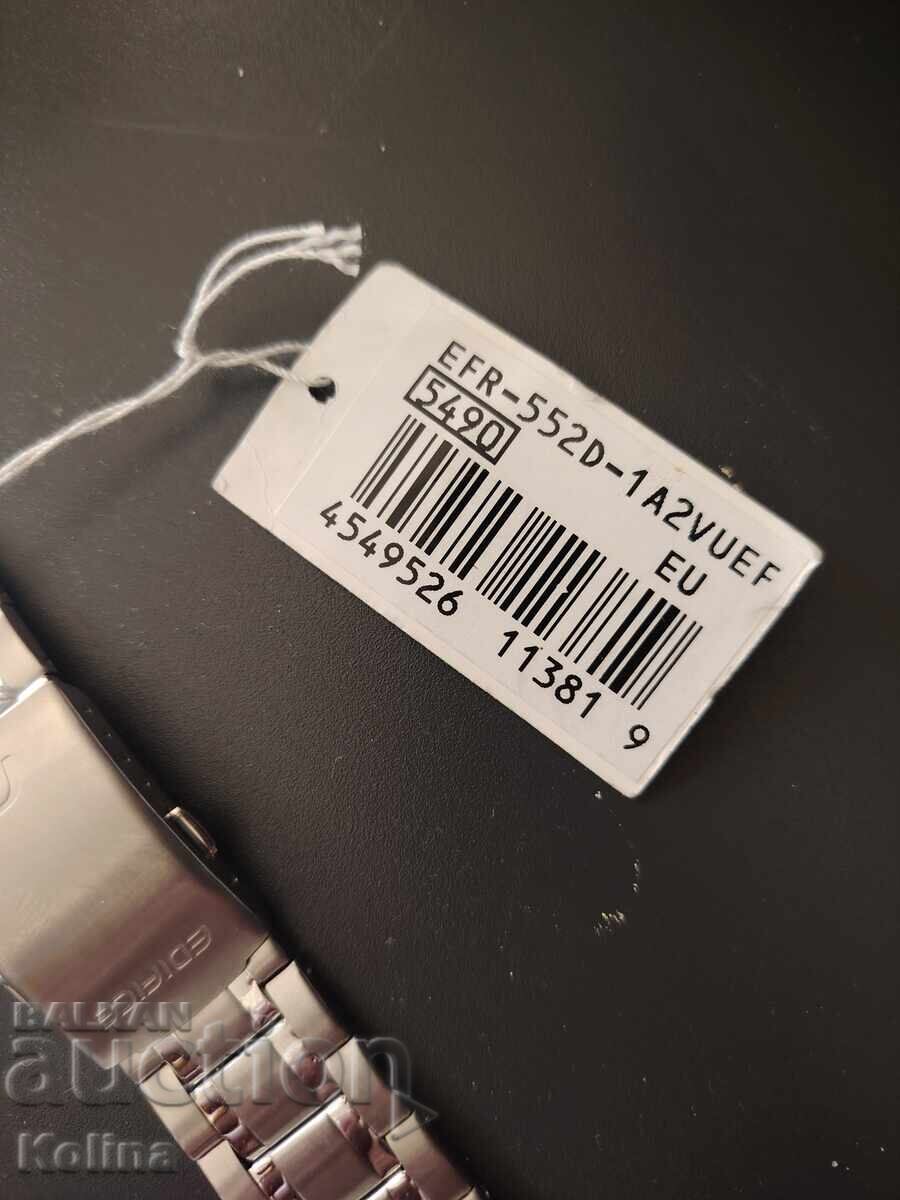 EFR-552D-1A2VUEF
5490
EU
4549526 11381 9
EDIFICE
BALKAN
auction
Kolina